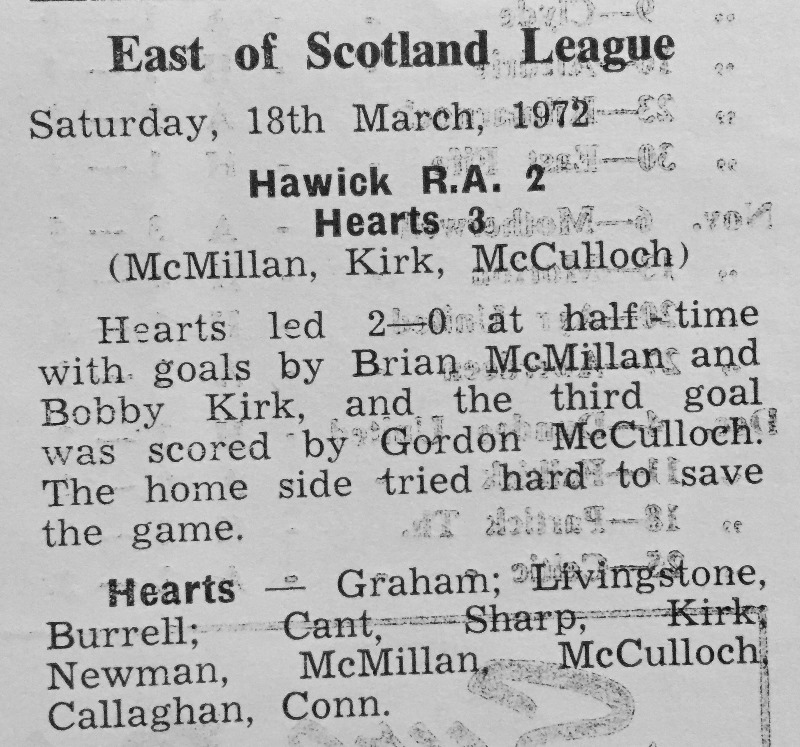 East of Scotland League
Saturday, 18th March, 1972
Hawick R.A. 2
Hearts 3
(McMillan, Kirk, McCulloch)
Hearts led 2—0 at half-time
with goals by Brian McMillan and
Bobby Kirk, and the third goal
was scored by Gordon McCulloch.
The home side tried hard to save
the game.
Hearts — Graham; Livingstone,
Burrell; Cant, Sharp, Kirk;
Newman, McMillan, McCulloch,
Callaghan, Conn.